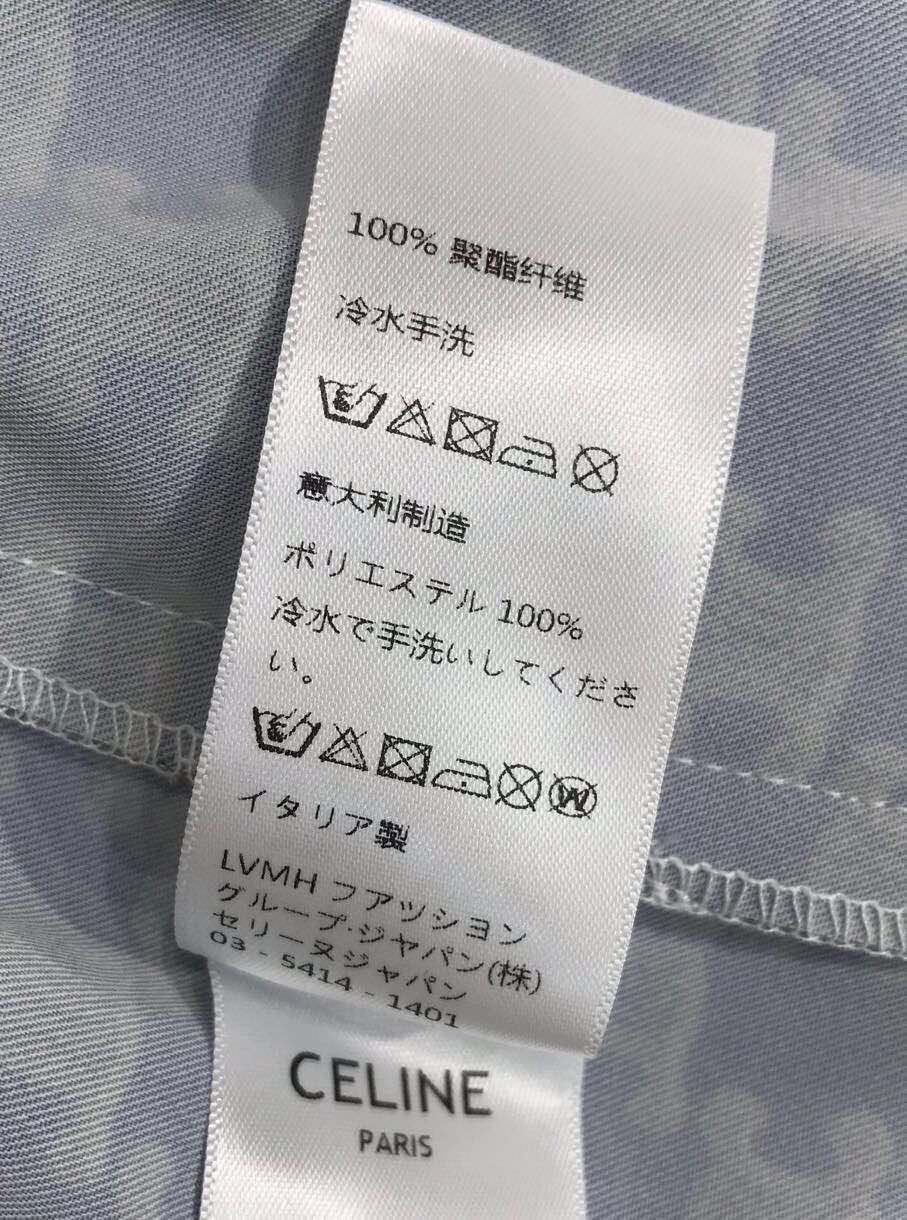 100% 聚酯纤维
冷水手洗
意大利制造
ポリエステル 100%
冷水で手洗いしてくださ
い。
W
イタリア製
LVMH フアッション
グループ･ジャパン(株)
セリーヌジャパン
03 - 5414 - 1401
CELINE
PARIS